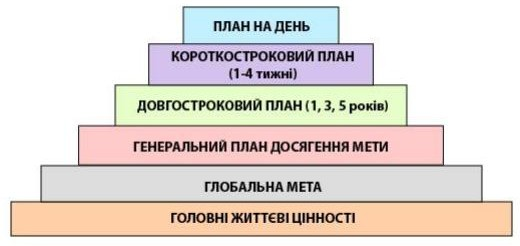 ПЛАН НА ДЕНЬ
КОРОТКОСТРОКОВИЙ ПЛАН
(1-4 тижні)
ДОВГОСТРОКОВИЙ ПЛАН (1, 3, 5 років)
ГЕНЕРАЛЬНИЙ ПЛАН ДОСЯГЕННЯ МЕТИ
ГЛОБАЛЬНА МЕТА
ГОЛОВНІ ЖИТТЄВІ ЦІННОСТІ